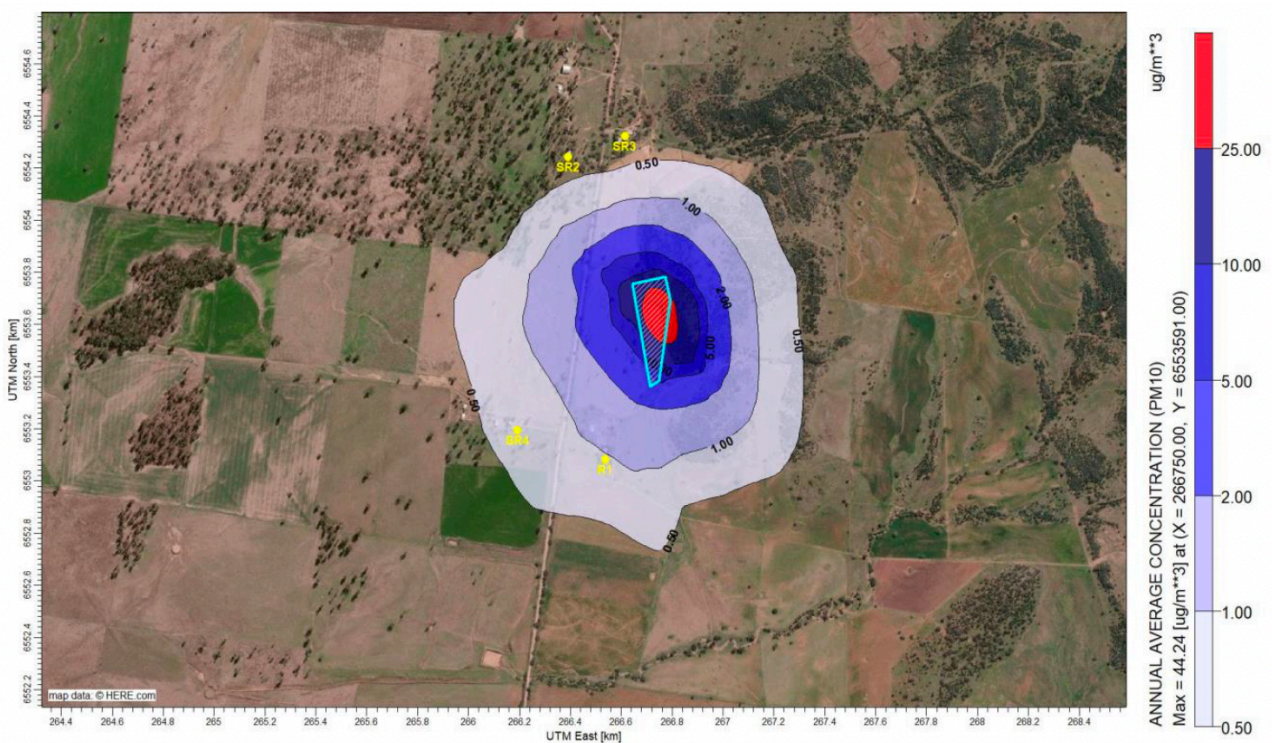 ug/m**3
SR3
SR2
0.50
1.00
25.00
2.00
10.00
0.50
5.00
5.00
0.50
SR4
1.00
R1
2.00
0.50
1.00
0.50
ANNUAL AVERAGE CONCENTRATION (PM10)
Max = 44.24 [ug/m**3] at (X = 266750.00, Y = 6553591.00)
UTM North [km]
6554.6
6554.4
6554.2
6554
6553.8
6553.6
6553.4
6553.2
6553
6552.8
6552.6
6552.4
6552.2
map data: © HERE.com
264.4 264.6 264.8 265 265.2 265.4 265.6 265.8 266 266.2 266.4 266.6 266.8 267 267.2 267.4 267.6 267.8 268 268.2 268.4
UTM East [km]